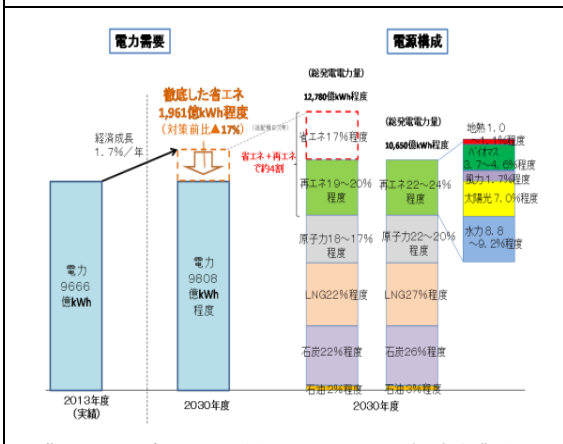 電力需要
電源構成
徹底した省エネ
1,961億kWh程度
(対策前比▲17%)
経済成長
1.7%/年
電力
9666
億kWh
電力
9808
億kWh
程度
2013年度
(実績)
2030年度
(総発電電力量)
12,780億kWh程度
省エネ+再エネ
で約4割
省エネ17%程度
再エネ19~20%
程度
原子力18~17%
程度
LNG22%程度
石炭22%程度
石油2%程度
(総発電電力量)
10,650億kWh程度
再エネ22~24%
程度
原子力22~20%
程度
LNG27%程度
石炭26%程度
石油3%程度
2030年度
地熱1.0
~1.1%程度
バイオマス
3.7~4.6%程度
風力1.7%程度
太陽光7.0%程度
水力8.8
~9.2%程度